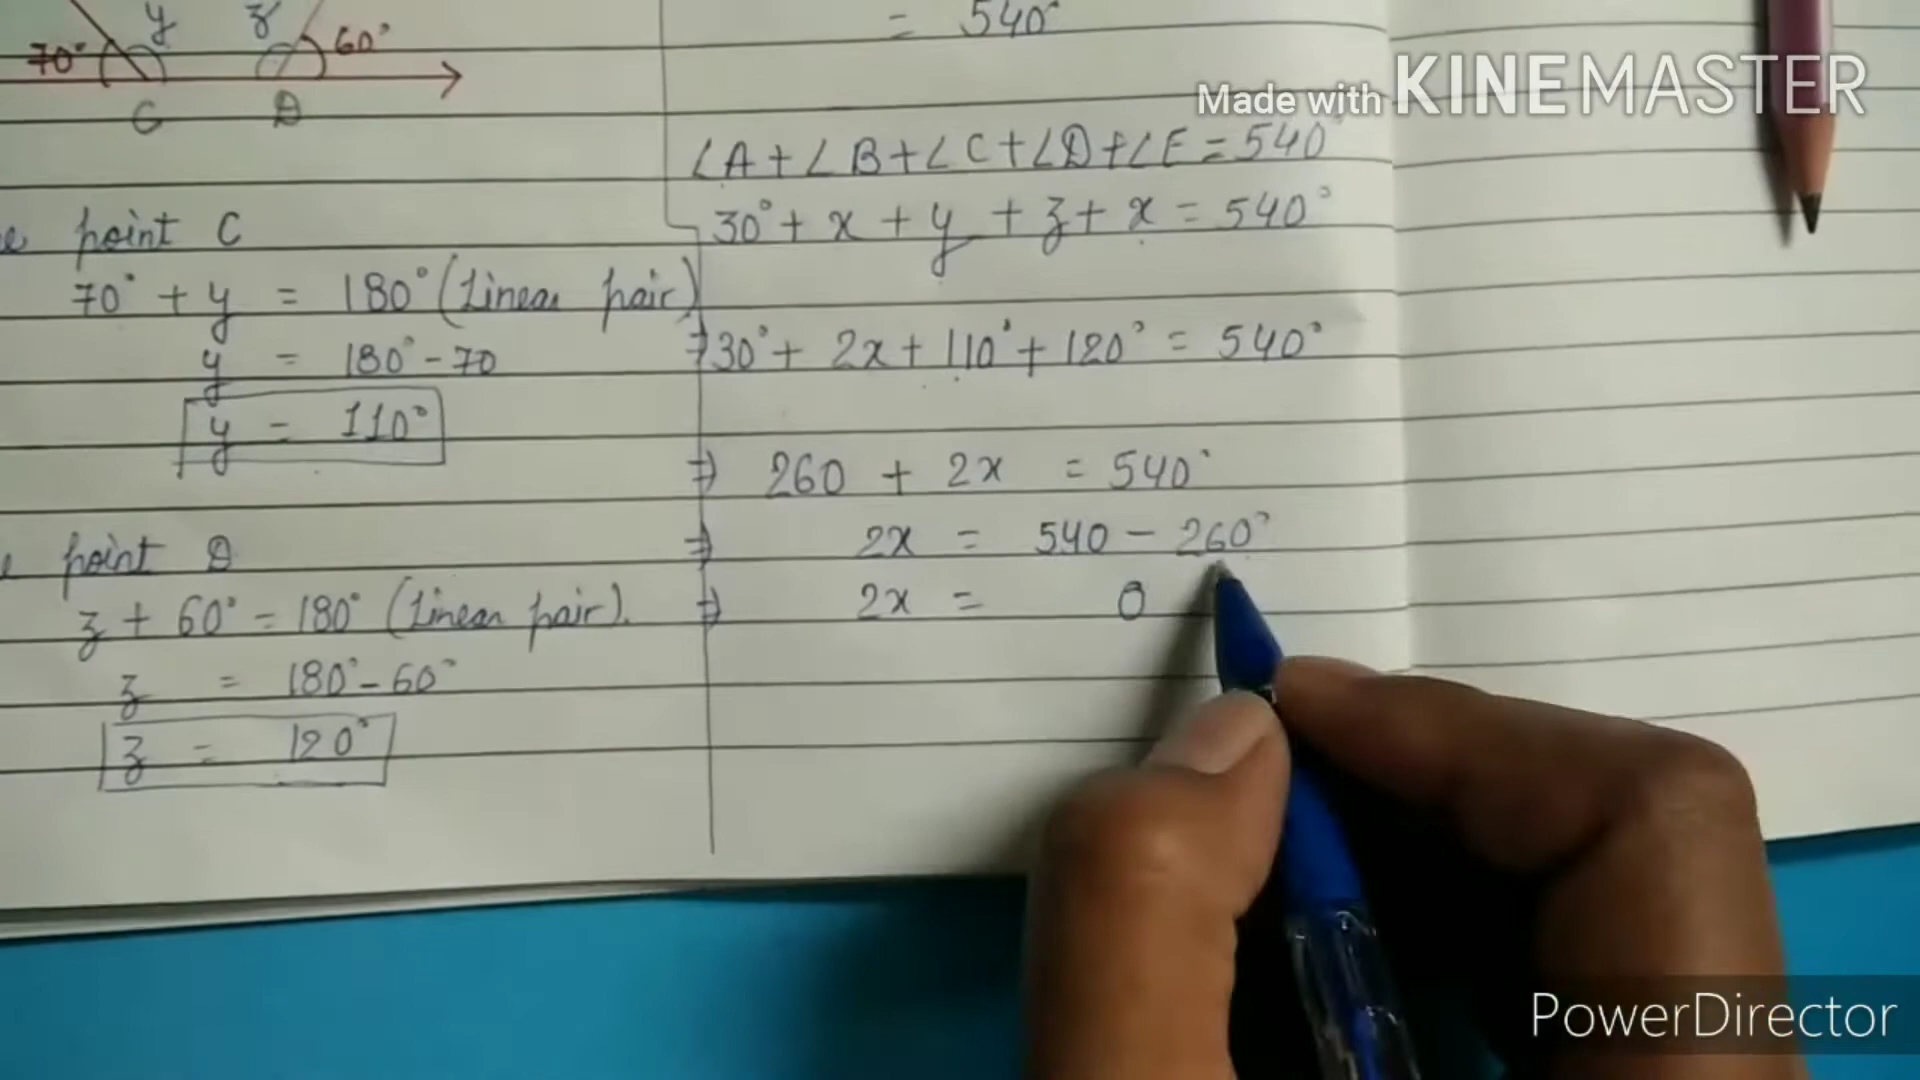 y z
70° 60°
C D
e point C
70° + y = 180° (Linear pair)
y = 180° - 70
y = 110°
point D
z + 60° = 180° (Linear pair).
z = 180° - 60°
z = 120°
= 540°
∠A + ∠B + ∠C + ∠D + ∠E = 540°
30° + x + y + z + x = 540°
⇒ 30° + 2x + 110° + 120° = 540°
⇒ 260 + 2x = 540°
⇒ 2x = 540 - 260°
⇒ 2x = 0
Made with KINEMASTER
PowerDirector